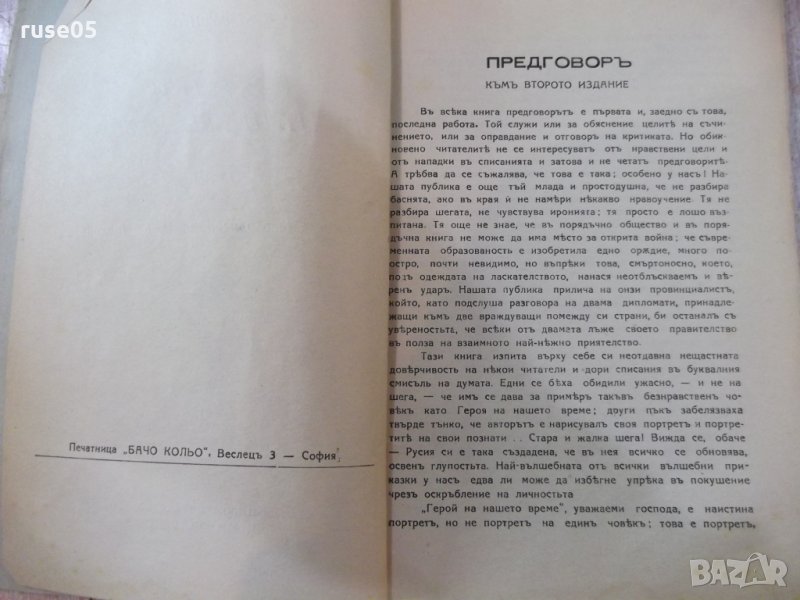 ruse05
Печатница „БАЧО КОЛЬО“, Веслецъ 3 — София
ПРЕДГОВОРЪ
КЪМЪ ВТОРОТО ИЗДАНИЕ
Въ всѣка книга предговорътъ е първата и, заедно съ това,
последна работа. Той служи или за обяснение целитѣ на съчи-
нението, или за оправдание и отговоръ на критиката. Но обик-
новено читателитѣ не се интересуватъ отъ нравствени цели и
отъ нападки въ списанията и затова и не четатъ предговоритѣ.
А трѣбва да се съжалява, че това е така; особено у насъ! На-
шата публика е още тъй млада и простодушна, че не разбира
баснята, ако въ края ѝ не намѣри нѣкакво нравоучение. Тя не
разбира шегата, не чувствува иронията; тя просто е лошо въз-
питана. Тя още не знае, че въ порядъчно общество и въ поря-
дъчна книга не може да има мѣсто за открита война; че съвре-
менната образованость е изобретила едно орѫдие, много по-
остро, почти невидимо, но въпрѣки това, смъртоносно, което,
подъ одеждата на ласкателството, нанася неотблъскваемъ и вѣ-
ренъ ударъ. Нашата публика прилича на онзи провинциалистъ,
който, като подслуша разговора на двама дипломати, принадле-
жащи къмъ две враждуващи помежду си страни, би останалъ съ
увѣреностьта, че всѣки отъ двамата лъже своето правителство
въ полза на взаимното най-нѣжно приятелство.
Тази книга изпита върху себе си неотдавна нещастната
довѣрчивость на нѣкои читатели и дори списания въ буквалния
смисълъ на думата. Едни се бѣха обидили ужасно, — и не на
шега, — че имъ се дава за примѣръ такъвъ безнравственъ чо-
вѣкъ като Героя на нашето време; други пъкъ забелязваха
твърде тънко, че авторътъ е нарисувалъ своя портретъ и портре-
титѣ на свои познати . . Стара и жалка шега! Вижда се, обаче
— Русия си е така създадена, че въ нея всичко се обновява,
освенъ глупостьта. Най-вълшебната отъ всички вълшебни при-
казки у насъ едва ли може да избѣгне упрѣка въ покушение
чрезъ оскръбление на личностьта
„Герой на нашето време“, уважаеми господа, е наистина
портретъ, но не портретъ на единъ човѣкъ; това е портретъ,
BAZAR